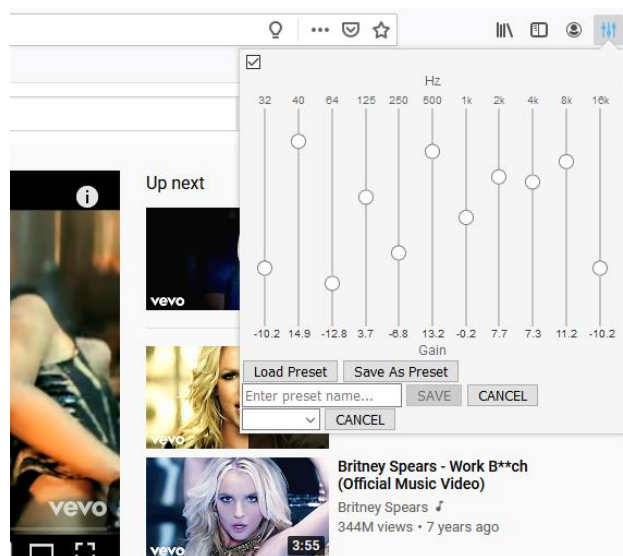 Hz
32 40 64 125 250 500 1k 2k 4k 8k 16k
Up next
vevo
-10.2 14.9 -12.8 3.7 -8.8 13.2 -0.2 7.7 7.3 11.2 -10.2
Gain
Load Preset Save As Preset
Enter preset name... SAVE CANCEL
CANCEL
vevo
Britney Spears - Work B**ch
(Official Music Video)
Britney Spears
344M views • 7 years ago
vevo
3:55
vevo